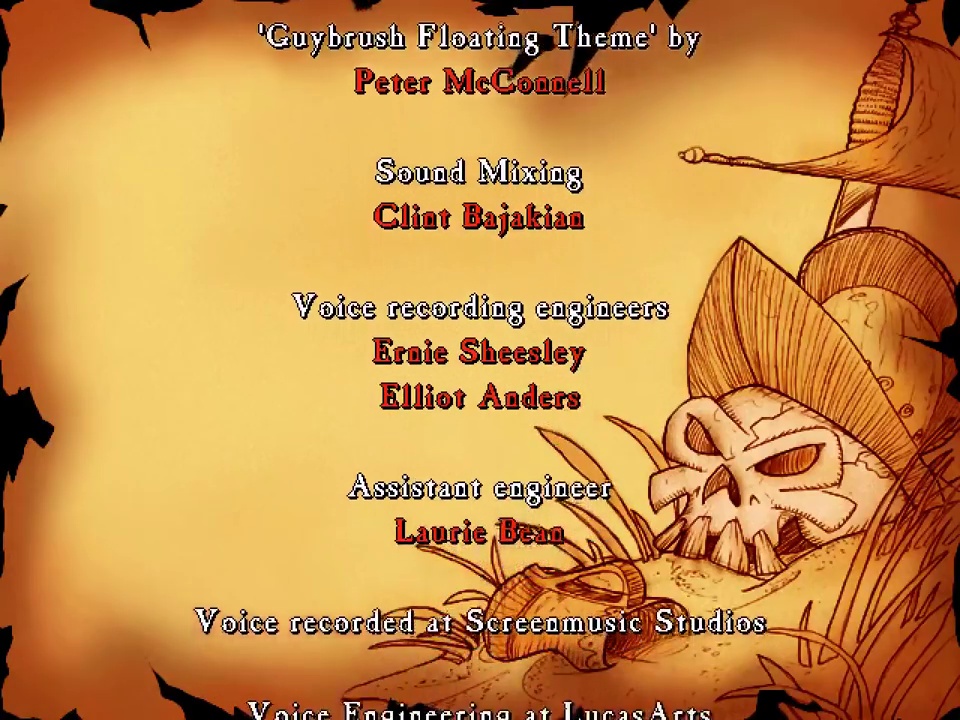 'Guybrush Floating Theme' by
Peter McConnell
Sound Mixing
Clint Bajakian
Voice recording engineers
Ernie Sheesley
Elliot Anders
Assistant engineer
Laurie Bean
Voice recorded at Screenmusic Studios
Voice Engineering at LucasArts